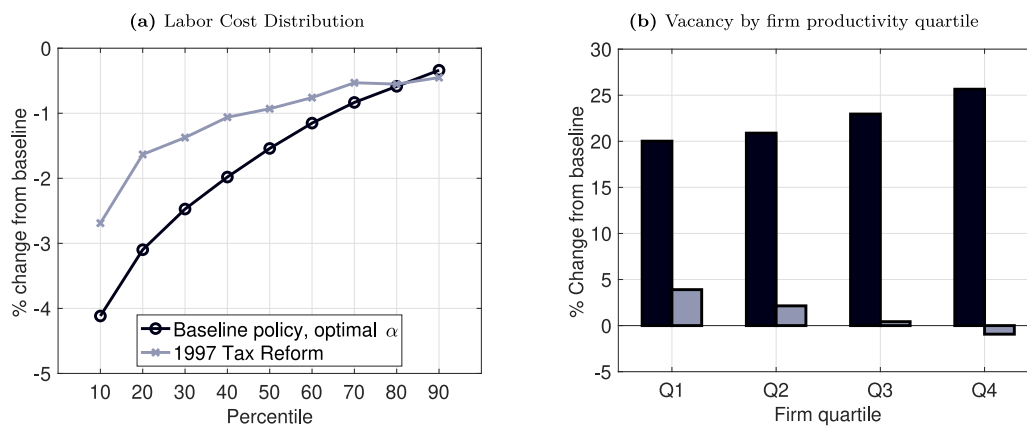 (a) Labor Cost Distribution
0
-1
-2
-3
-4
-5
% change from baseline
Baseline policy, optimal α
1997 Tax Reform
10 20 30 40 50 60 70 80 90
Percentile
(b) Vacancy by firm productivity quartile
30
25
20
15
10
5
0
-5
% Change from baseline
Q1 Q2 Q3 Q4
Firm quartile